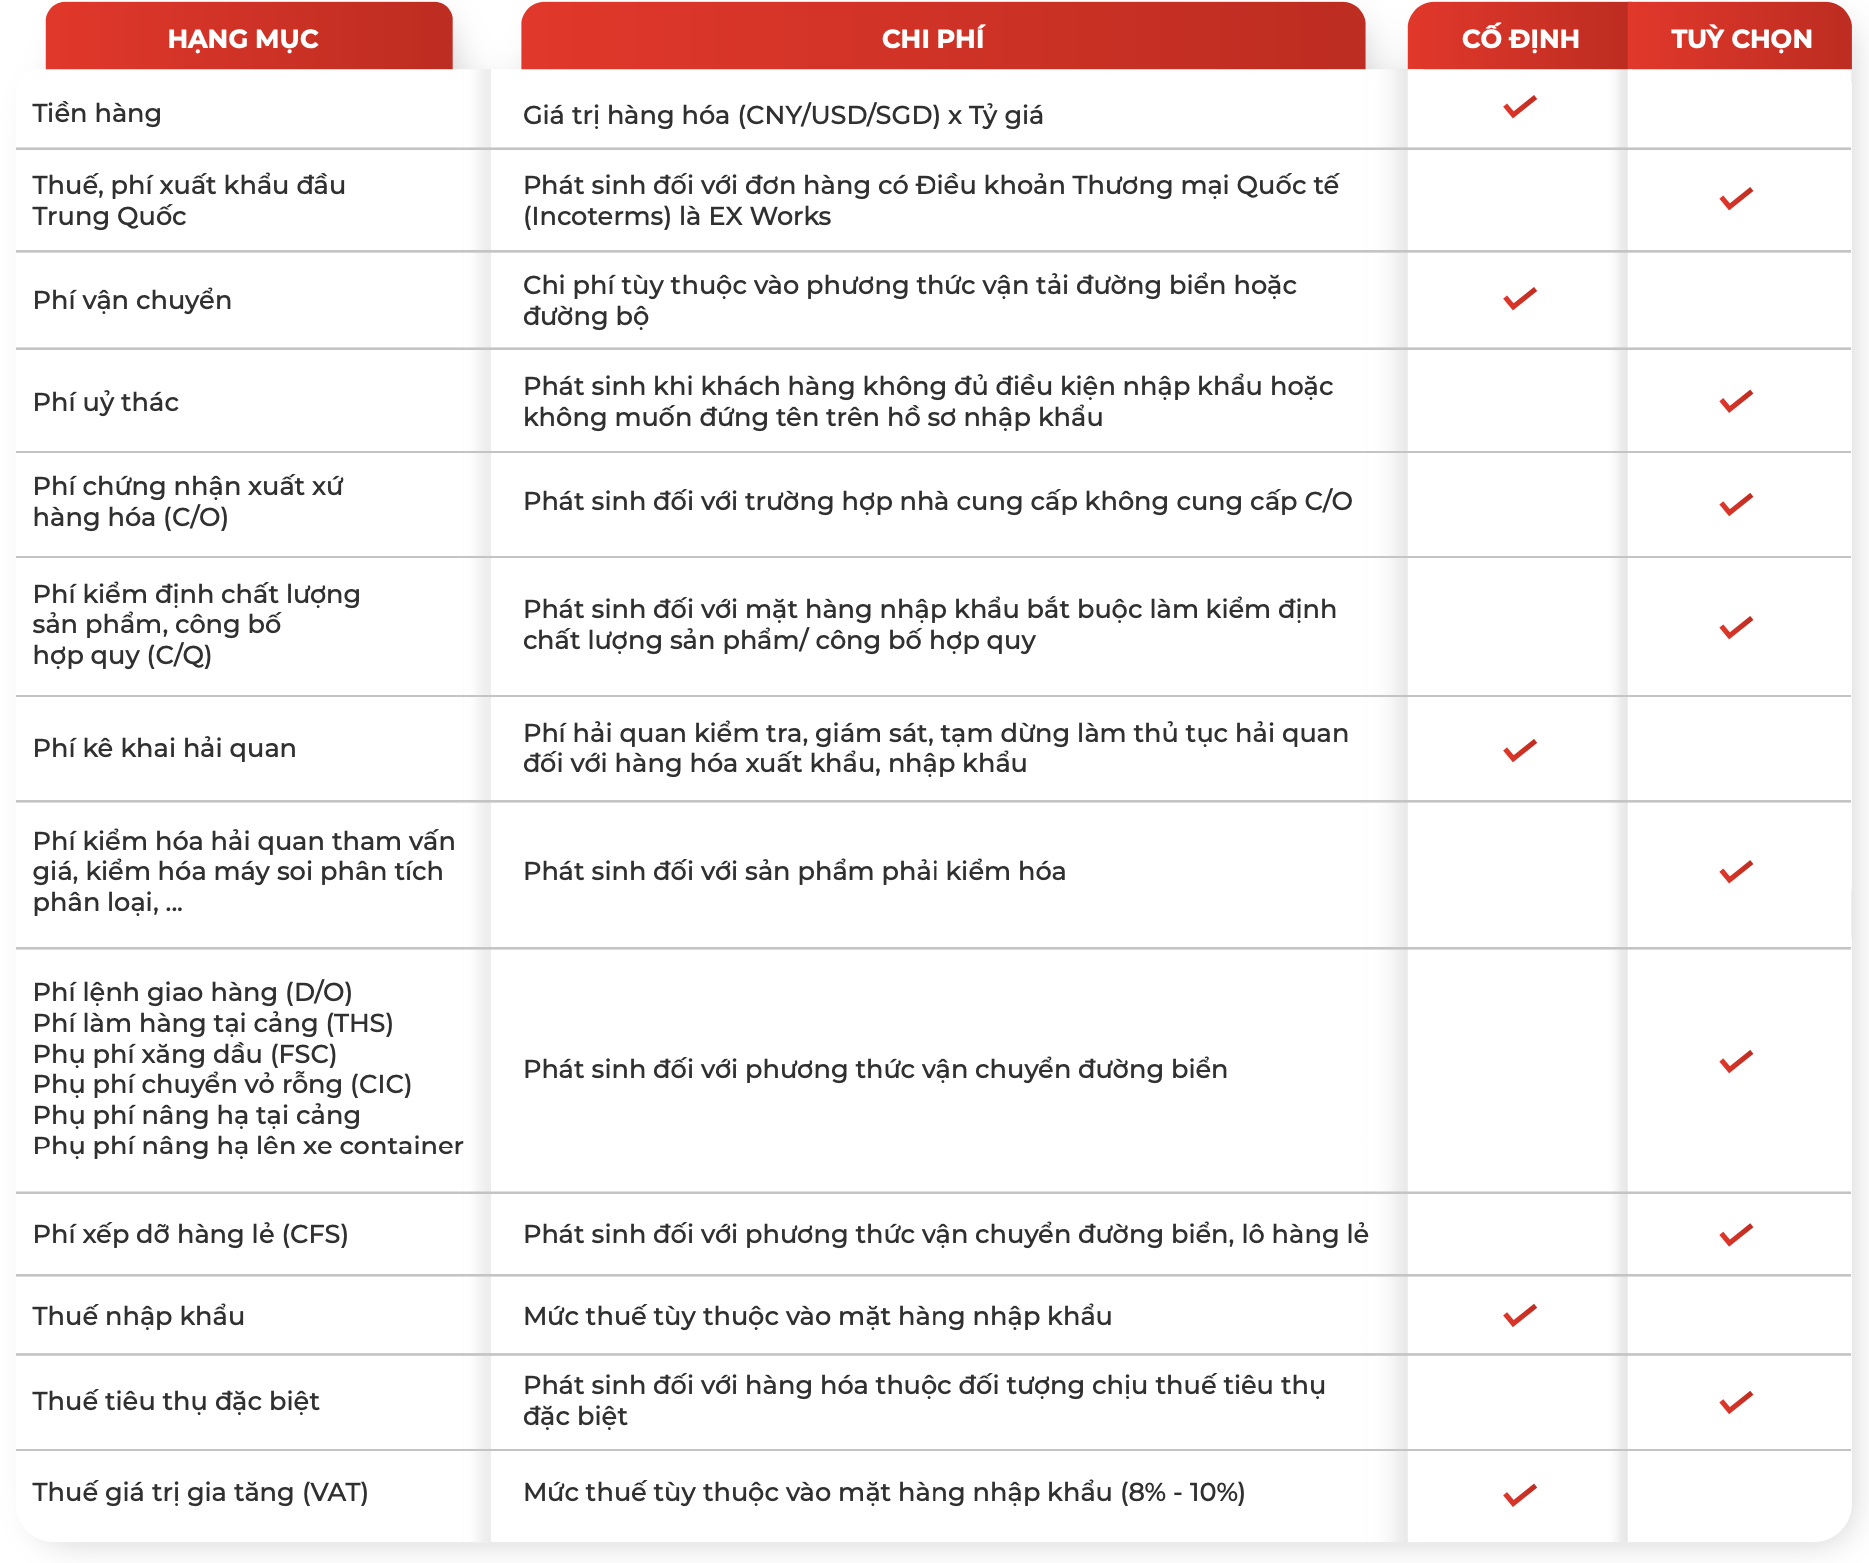 HẠNG MỤC
CHI PHÍ
CỐ ĐỊNH
TUỲ CHỌN
Tiền hàng
Giá trị hàng hóa (CNY/USD/SGD) x Tỷ giá
Thuế, phí xuất khẩu đầu
Trung Quốc
Phát sinh đối với đơn hàng có Điều khoản Thương mại Quốc tế
(Incoterms) là EX Works
Phí vận chuyển
Chi phí tùy thuộc vào phương thức vận tải đường biển hoặc
đường bộ
Phí uỷ thác
Phát sinh khi khách hàng không đủ điều kiện nhập khẩu hoặc
không muốn đứng tên trên hồ sơ nhập khẩu
Phí chứng nhận xuất xứ
hàng hóa (C/O)
Phát sinh đối với trường hợp nhà cung cấp không cung cấp C/O
Phí kiểm định chất lượng
sản phẩm, công bố
hợp quy (C/Q)
Phát sinh đối với mặt hàng nhập khẩu bắt buộc làm kiểm định
chất lượng sản phẩm/ công bố hợp quy
Phí kê khai hải quan
Phí hải quan kiểm tra, giám sát, tạm dừng làm thủ tục hải quan
đối với hàng hóa xuất khẩu, nhập khẩu
Phí kiểm hóa hải quan tham vấn
giá, kiểm hóa máy soi phân tích
phân loại, ...
Phát sinh đối với sản phẩm phải kiểm hóa
Phí lệnh giao hàng (D/O)
Phí làm hàng tại cảng (THS)
Phụ phí xăng dầu (FSC)
Phụ phí chuyển vỏ rỗng (CIC)
Phụ phí nâng hạ tại cảng
Phụ phí nâng hạ lên xe container
Phát sinh đối với phương thức vận chuyển đường biển
Phí xếp dỡ hàng lẻ (CFS)
Phát sinh đối với phương thức vận chuyển đường biển, lô hàng lẻ
Thuế nhập khẩu
Mức thuế tùy thuộc vào mặt hàng nhập khẩu
Thuế tiêu thụ đặc biệt
Phát sinh đối với hàng hóa thuộc đối tượng chịu thuế tiêu thụ
đặc biệt
Thuế giá trị gia tăng (VAT)
Mức thuế tùy thuộc vào mặt hàng nhập khẩu (8% - 10%)